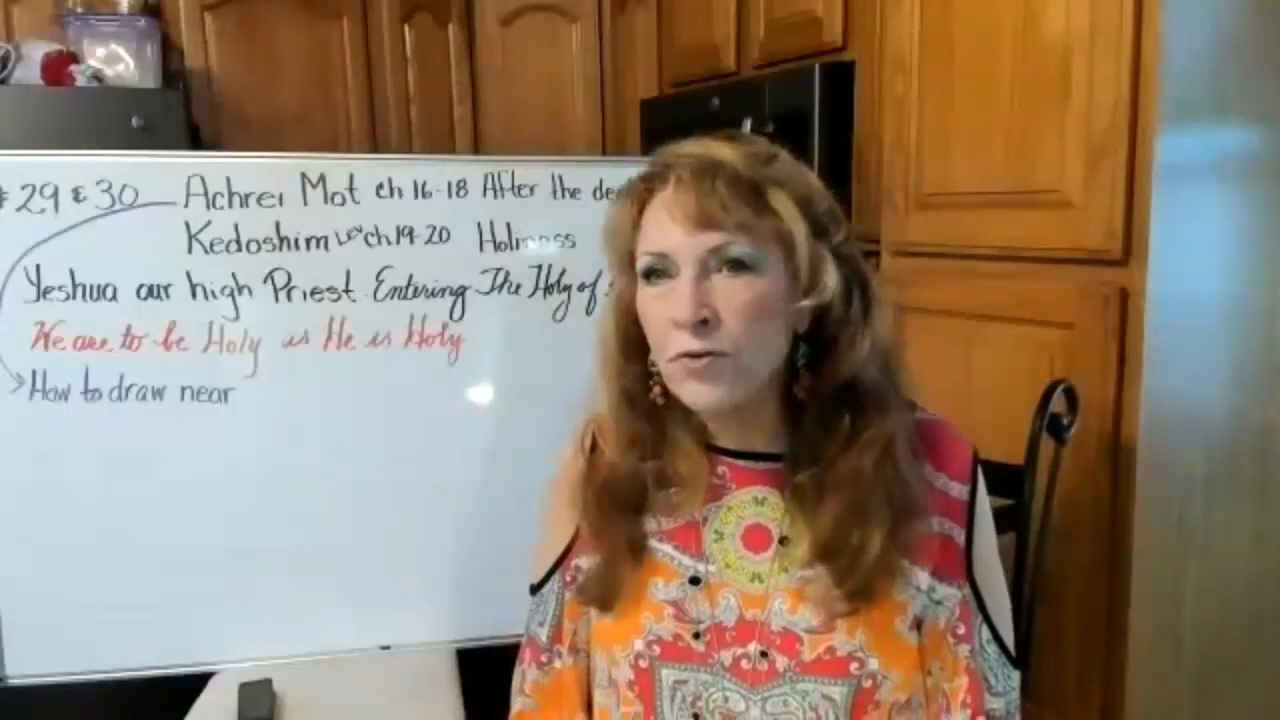 #29 & 30 Achrei Mot ch 16-18 After the de
Kedoshim Lev ch 19-20 Holiness
Yeshua our high Priest. Entering The Holy of
We are to be Holy as He is Holy
How to draw near